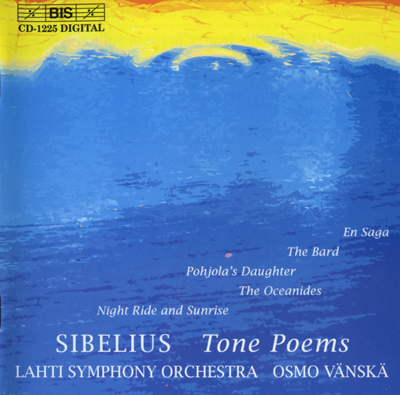 BIS
CD-1225 DIGITAL
En Saga
The Bard
Pohjola's Daughter
The Oceanides
Night Ride and Sunrise
SIBELIUS Tone Poems
LAHTI SYMPHONY ORCHESTRA OSMO VÄNSKÄ